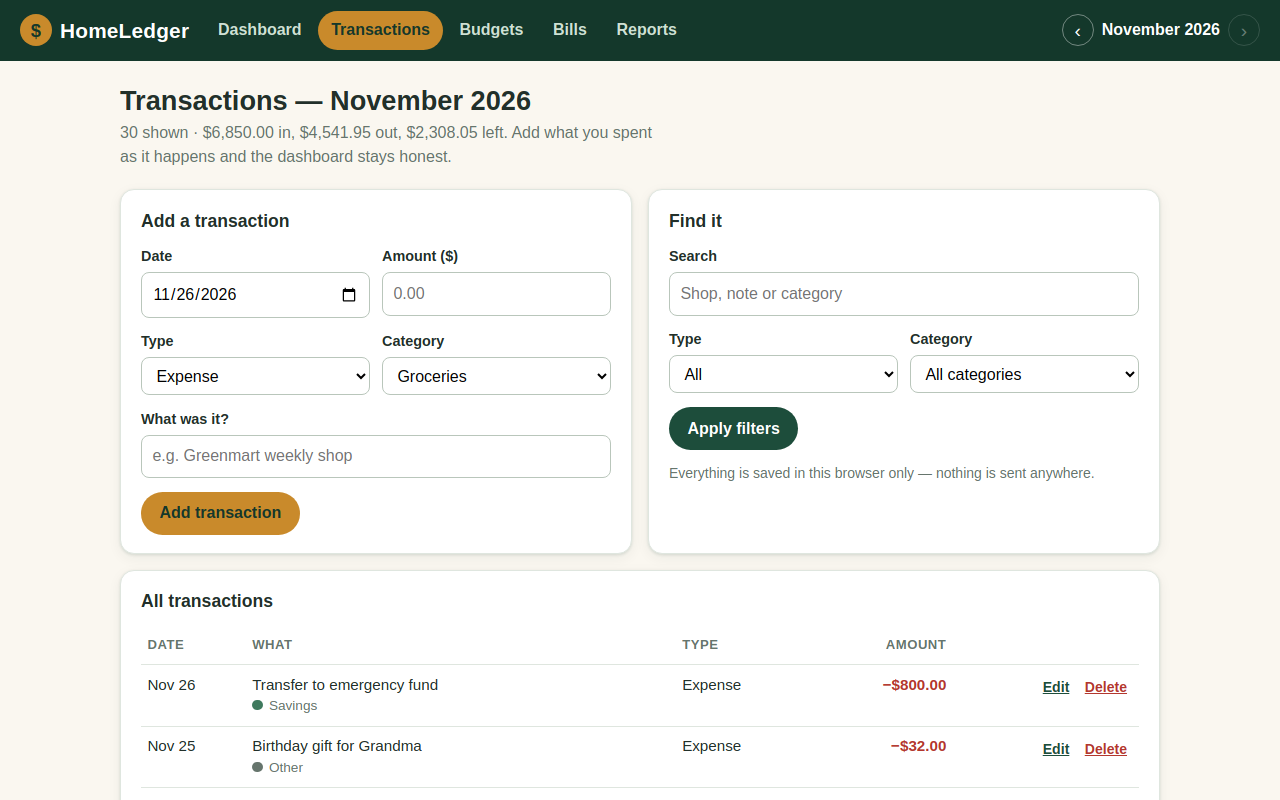 $ HomeLedger Dashboard Transactions Budgets Bills Reports ‹ November 2026 ›
Transactions — November 2026
30 shown · $6,850.00 in, $4,541.95 out, $2,308.05 left. Add what you spent
as it happens and the dashboard stays honest.
Add a transaction
Date Amount ($)
11/26/2026 0.00
Type Category
Expense Groceries
What was it?
e.g. Greenmart weekly shop
Add transaction
Find it
Search
Shop, note or category
Type Category
All All categories
Apply filters
Everything is saved in this browser only — nothing is sent anywhere.
All transactions
DATE WHAT TYPE AMOUNT
Nov 26 Transfer to emergency fund Expense −$800.00 Edit Delete
Savings
Nov 25 Birthday gift for Grandma Expense −$32.00 Edit Delete
Other